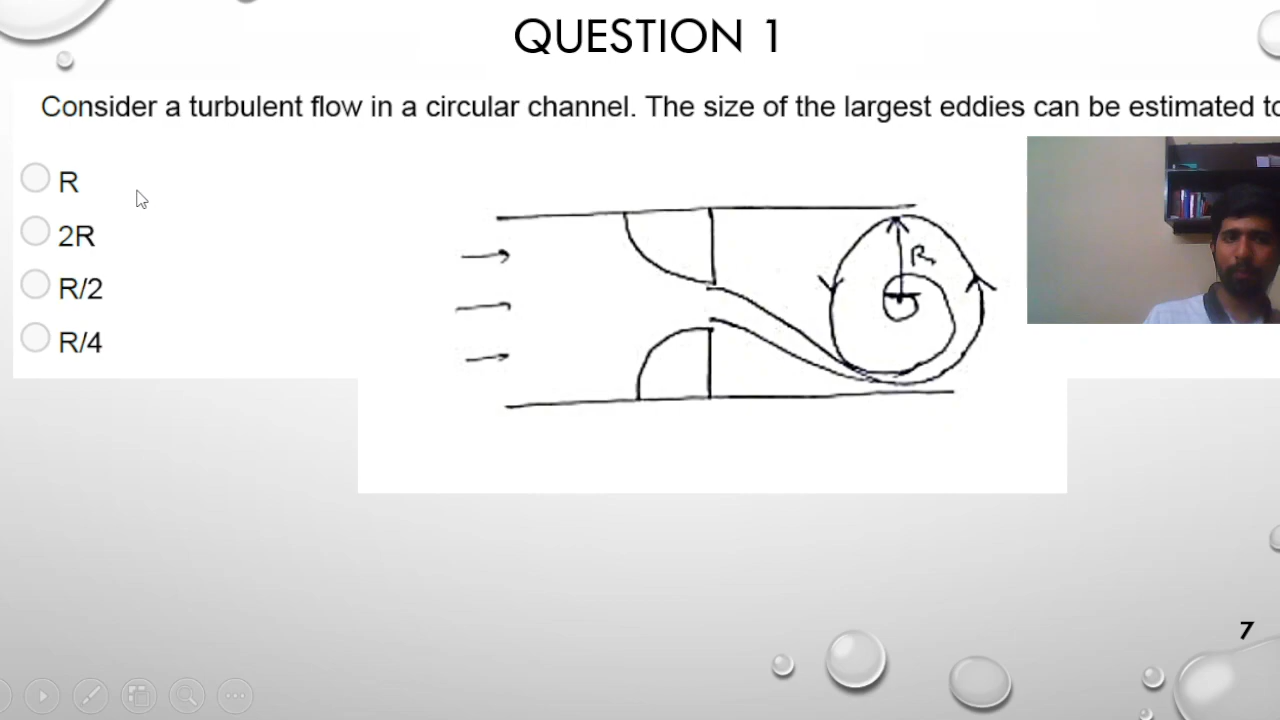 QUESTION 1
Consider a turbulent flow in a circular channel. The size of the largest eddies can be estimated to
R
2R
R/2
R/4
R
7